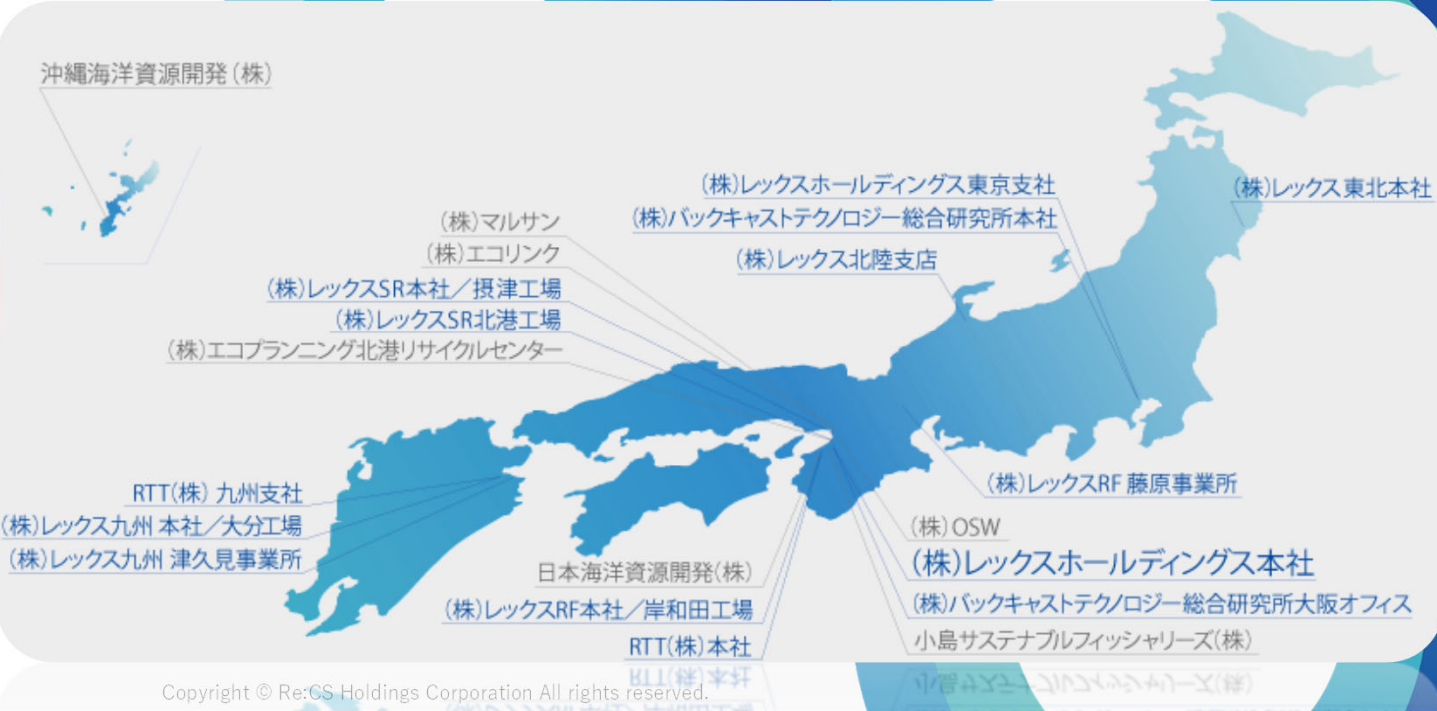 沖縄海洋資源開発(株)
(株)レックスホールディングス東京支社
(株)レックス東北本社
(株)バックキャストテクノロジー総合研究所本社
(株)マルサン
(株)エコリンク
(株)レックス北陸支店
(株)レックスSR本社／摂津工場
(株)レックスSR北港工場
(株)エコプランニング北港リサイクルセンター
RTT(株) 九州支社
(株)レックス九州 本社／大分工場
(株)レックス九州 津久見事業所
(株)レックスRF 藤原事業所
(株)OSW
(株)レックスホールディングス本社
(株)バックキャストテクノロジー総合研究所大阪オフィス
小島サステナブルフィッシャリーズ(株)
日本海洋資源開発(株)
(株)レックスRF本社／岸和田工場
RTT(株)本社
Copyright © Re:CS Holdings Corporation All rights reserved.